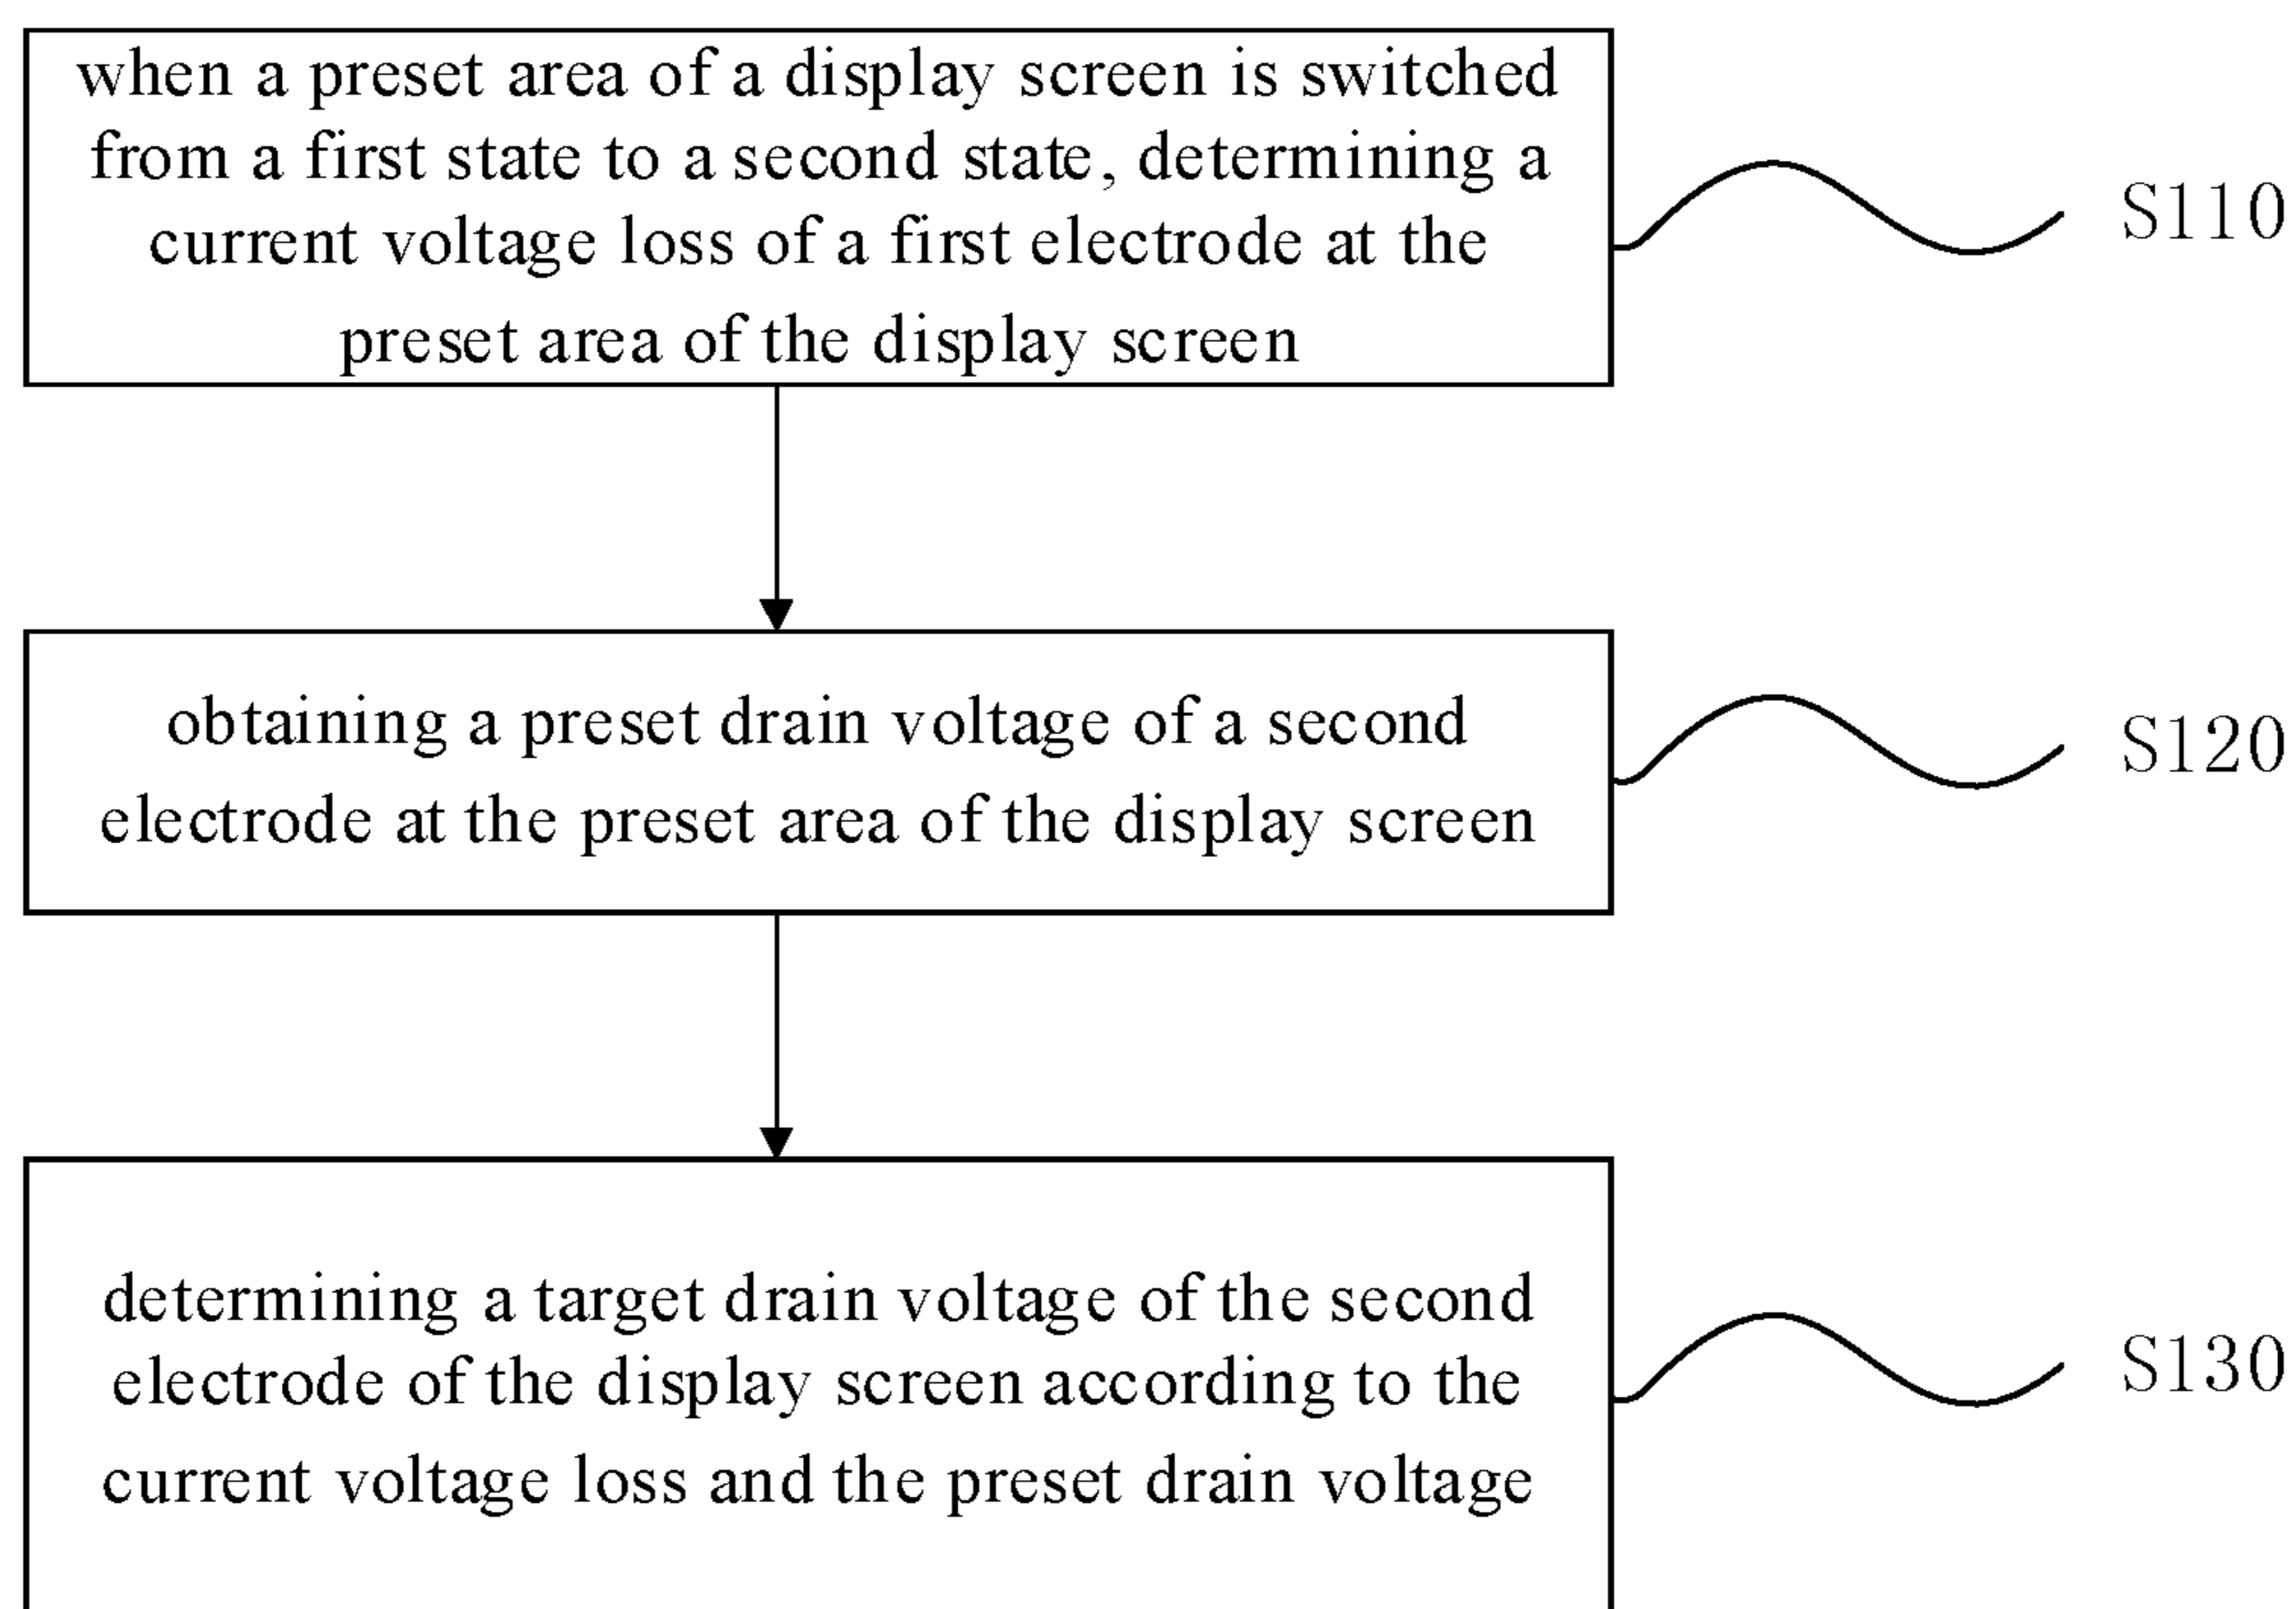 when a preset area of a display screen is switched
from a first state to a second state, determining a
current voltage loss of a first electrode at the
preset area of the display screen
S110
obtaining a preset drain voltage of a second
electrode at the preset area of the display screen
S120
determining a target drain voltage of the second
electrode of the display screen according to the
current voltage loss and the preset drain voltage
S130